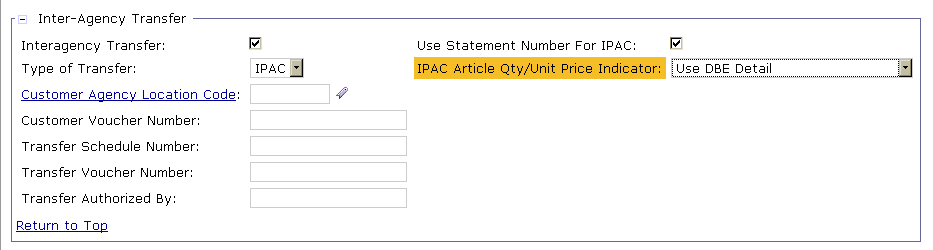 Inter-Agency Transfer
Interagency Transfer: Use Statement Number For IPAC:
Type of Transfer: IPAC IPAC Article Qty/Unit Price Indicator: Use DBE Detail
Customer Agency Location Code:
Customer Voucher Number:
Transfer Schedule Number:
Transfer Voucher Number:
Transfer Authorized By:
Return to Top